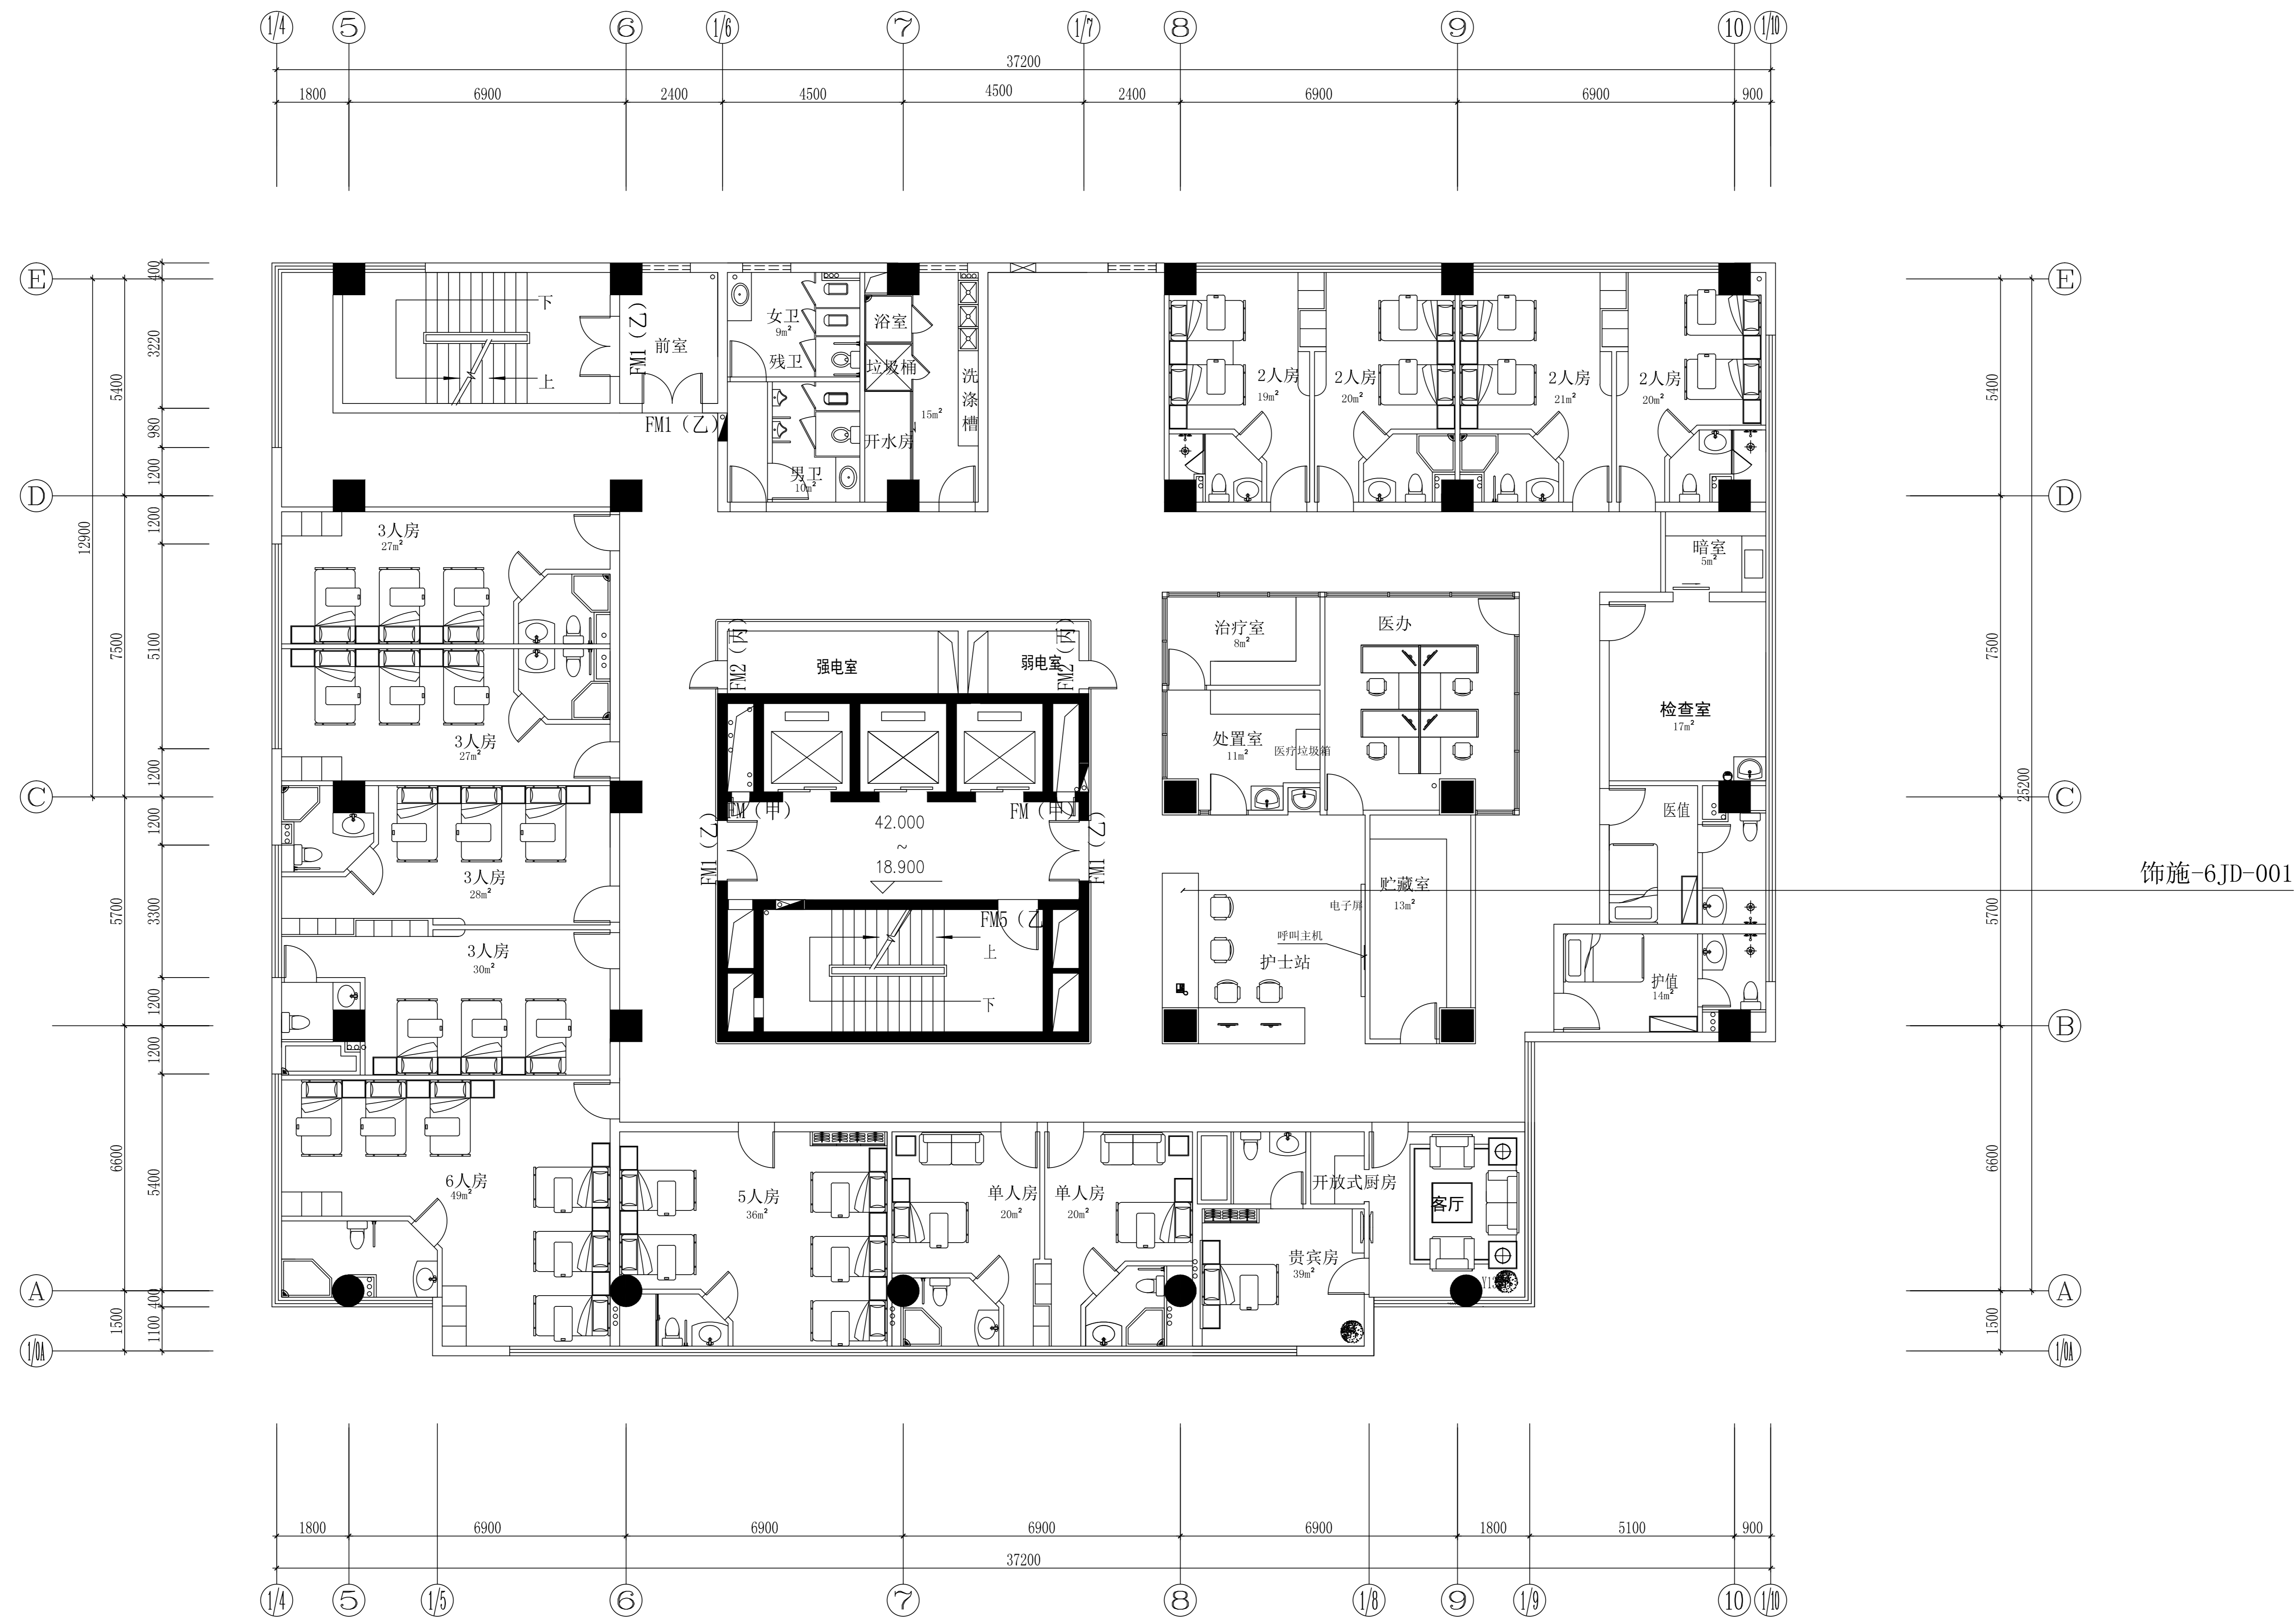 1/4 5 6 1/6 7 1/7 8 9 10 1/10
37200
1800 6900 2400 4500 4500 2400 6900 6900 900
E D C B A 1/0A
400 3220 980 1200 1200 5100 1200 1200 3300 1200 1200 5400 400 1100
5400 7500 5700 6600 1500
12900
E D C B A 1/0A
5400 7500 5700 6600 1500
25200
下
上
FM1（乙）
前室
FM1（乙）
女卫
9m²
残卫
男卫
10m²
浴室
垃圾桶
开水房
15m²
洗涤槽
2人房
19m²
2人房
20m²
2人房
21m²
2人房
20m²
3人房
27m²
3人房
27m²
3人房
28m²
3人房
30m²
6人房
49m²
5人房
36m²
单人房
20m²
单人房
20m²
开放式厨房
贵宾房
39m²
客厅
暗室
5m²
检查室
17m²
治疗室
8m²
医办
处置室
11m²
医疗垃圾箱
医值
护值
14m²
贮藏室
13m²
电子屏
呼叫主机
护士站
强电室
弱电室
FM2（丙）
FM2（丙）
FM（甲）
FM（甲）
FM1（乙）
FM1（乙）
42.000
~
18.900
FM5（乙
上
下
饰施-6JD-001
1800 6900 6900 6900 6900 1800 5100 900
37200
1/4 5 1/5 6 7 8 1/8 9 1/9 10 1/10